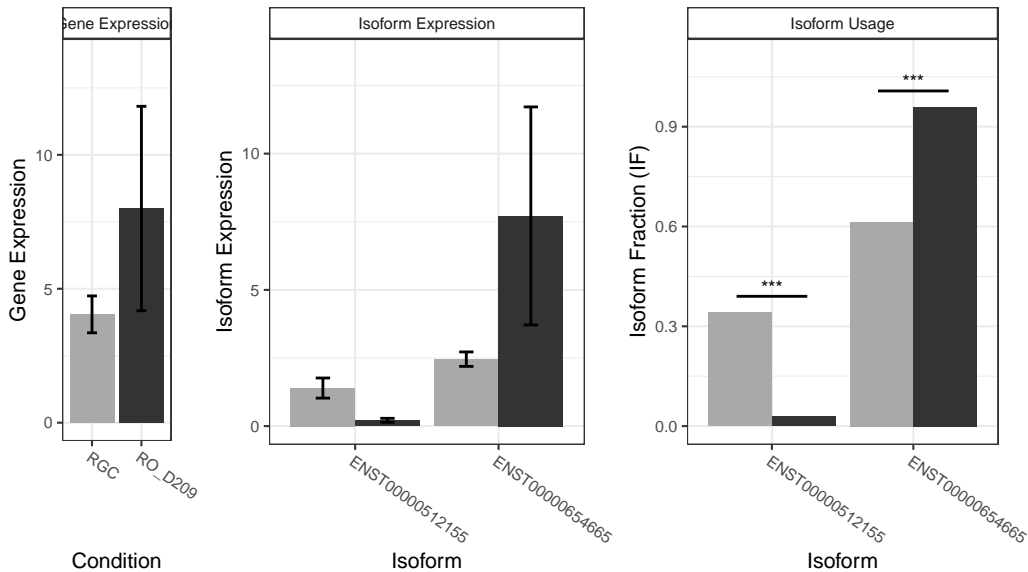 Gene Expression
Gene Expression
10
5
0
RGC
RO_D209
Condition
Isoform Expression
Isoform Expression
10
5
0
ENST00000512155
ENST00000654665
Isoform
Isoform Usage
Isoform Fraction (IF)
0.9
0.6
0.3
0.0
***
***
ENST00000512155
ENST00000654665
Isoform